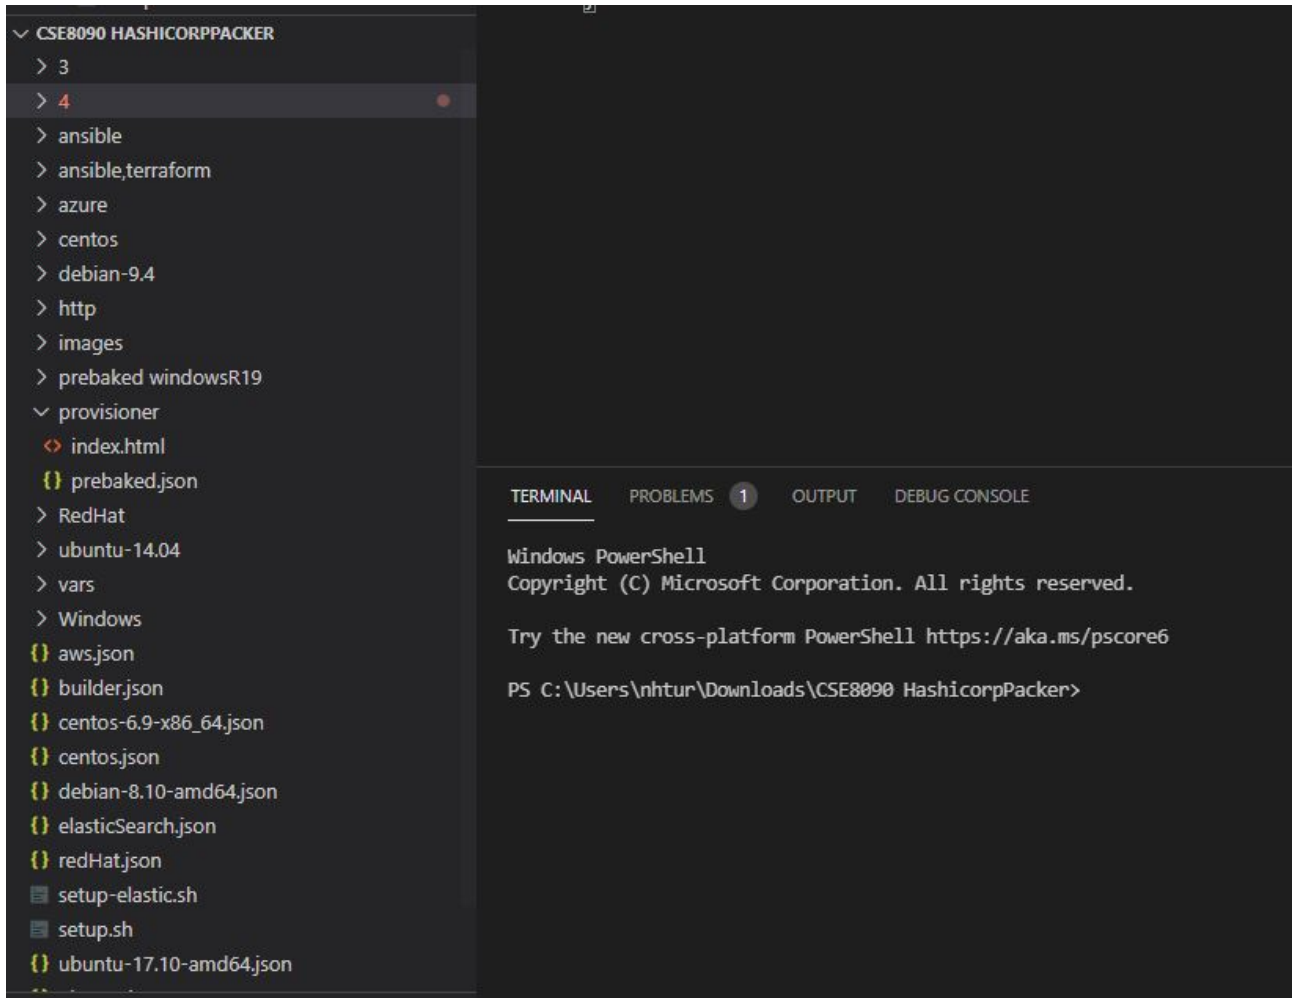 CSE8090 HASHICORPPACKER
3
4
ansible
ansible,terraform
azure
centos
debian-9.4
http
images
prebaked windowsR19
provisioner
index.html
prebaked.json
RedHat
ubuntu-14.04
vars
Windows
aws.json
builder.json
centos-6.9-x86_64.json
centos.json
debian-8.10-amd64.json
elasticSearch.json
redHat.json
setup-elastic.sh
setup.sh
ubuntu-17.10-amd64.json
TERMINAL PROBLEMS 1 OUTPUT DEBUG CONSOLE
Windows PowerShell
Copyright (C) Microsoft Corporation. All rights reserved.
Try the new cross-platform PowerShell https://aka.ms/pscore6
PS C:\Users\nhtur\Downloads\CSE8090 HashicorpPacker>